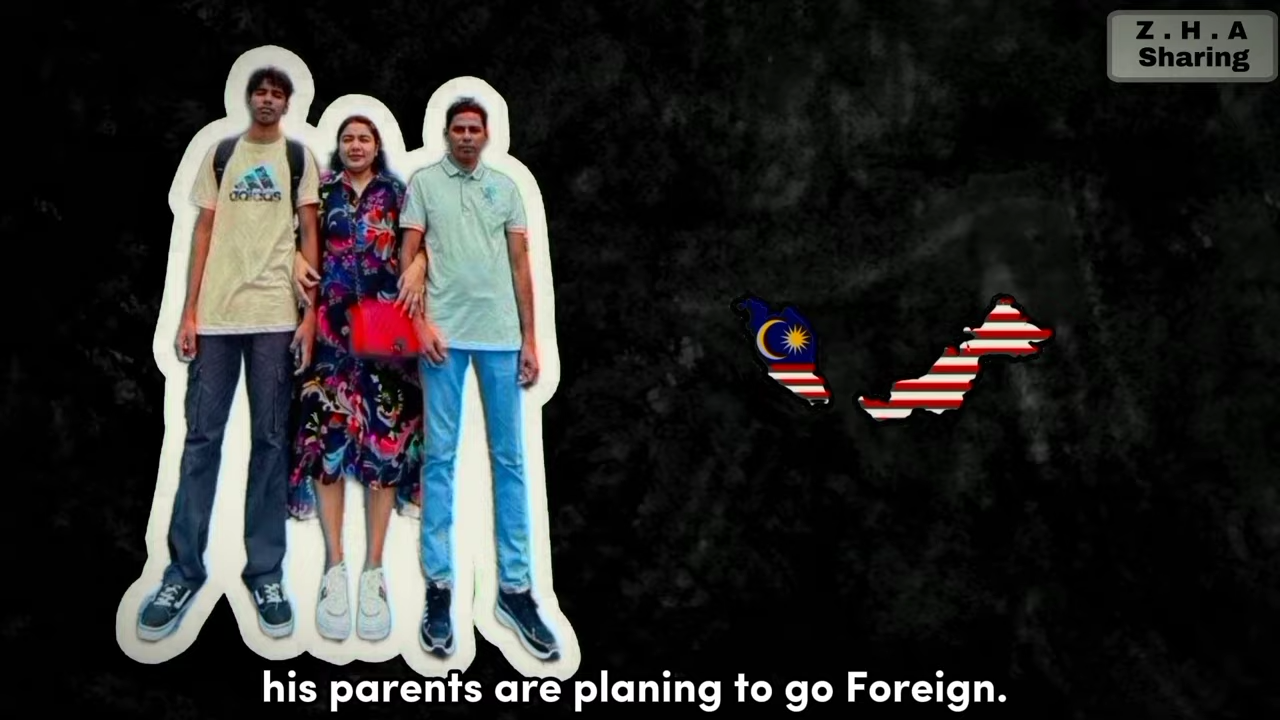 Z . H . A
Sharing
adidas
his parents are planing to go Foreign.